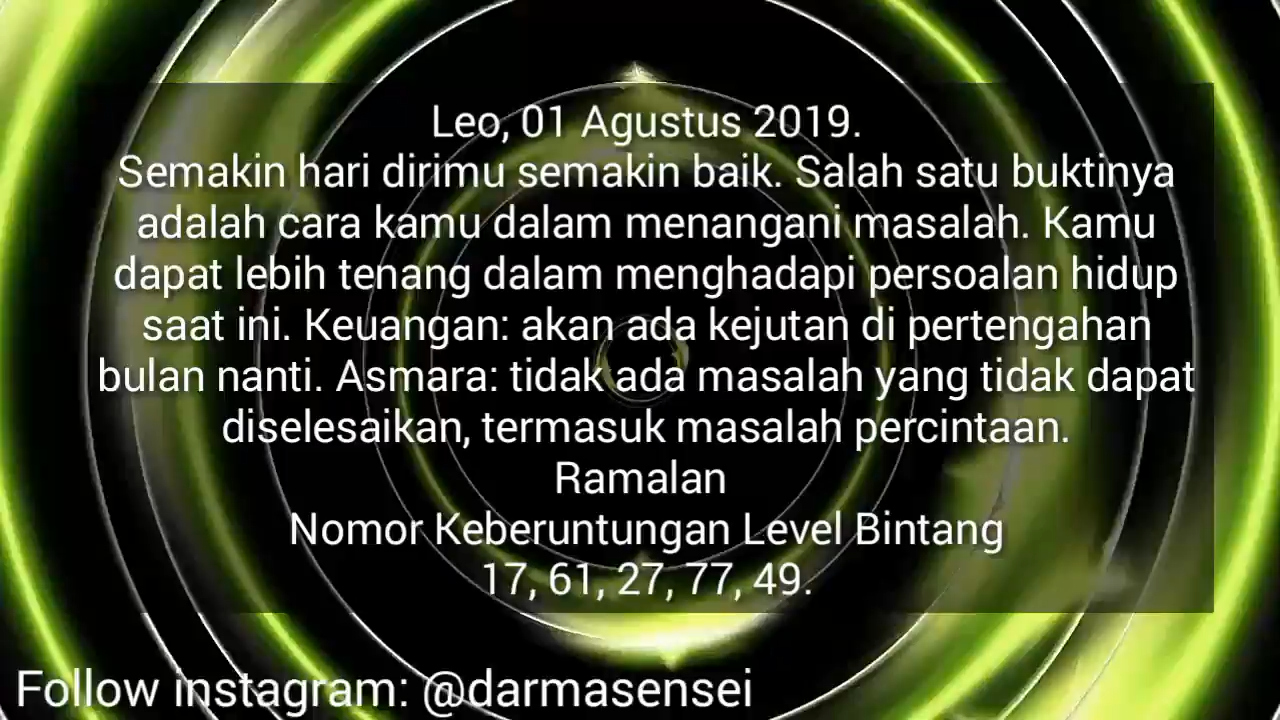 Leo, 01 Agustus 2019.
Semakin hari dirimu semakin baik. Salah satu buktinya
adalah cara kamu dalam menangani masalah. Kamu
dapat lebih tenang dalam menghadapi persoalan hidup
saat ini. Keuangan: akan ada kejutan di pertengahan
bulan nanti. Asmara: tidak ada masalah yang tidak dapat
diselesaikan, termasuk masalah percintaan.
Ramalan
Nomor Keberuntungan Level Bintang
17, 61, 27, 77, 49.
Follow instagram: @darmasensei